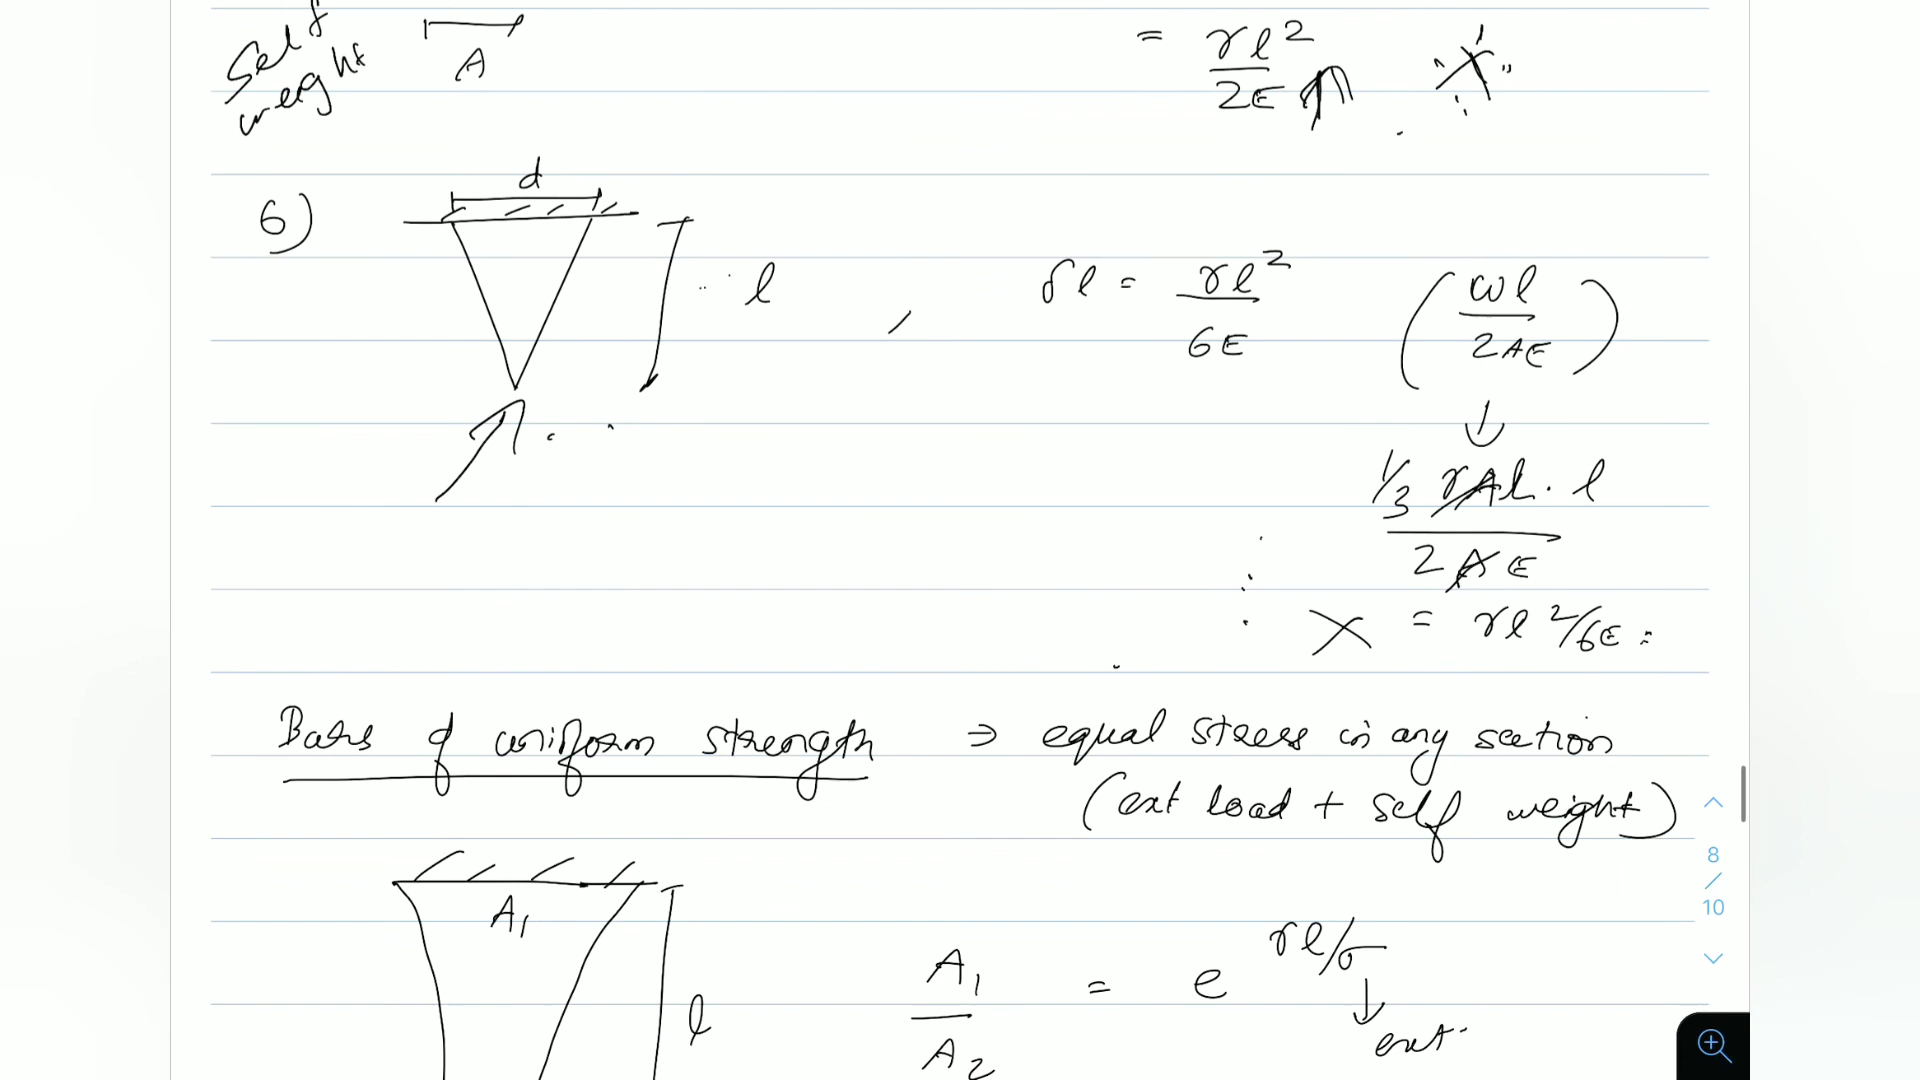 Self weight
A
= γl²/2E
6)
d
l , δl = γl²/6E (ωl/2AE)
↓
1/3 γAl · l / 2AE
= γl²/6E
Bars of uniform strength ⇒ equal stress in any section
(ext load + self weight)
A₁
l
A₁/A₂ = e^(γl/σ)
↓
ext.
8
/
10